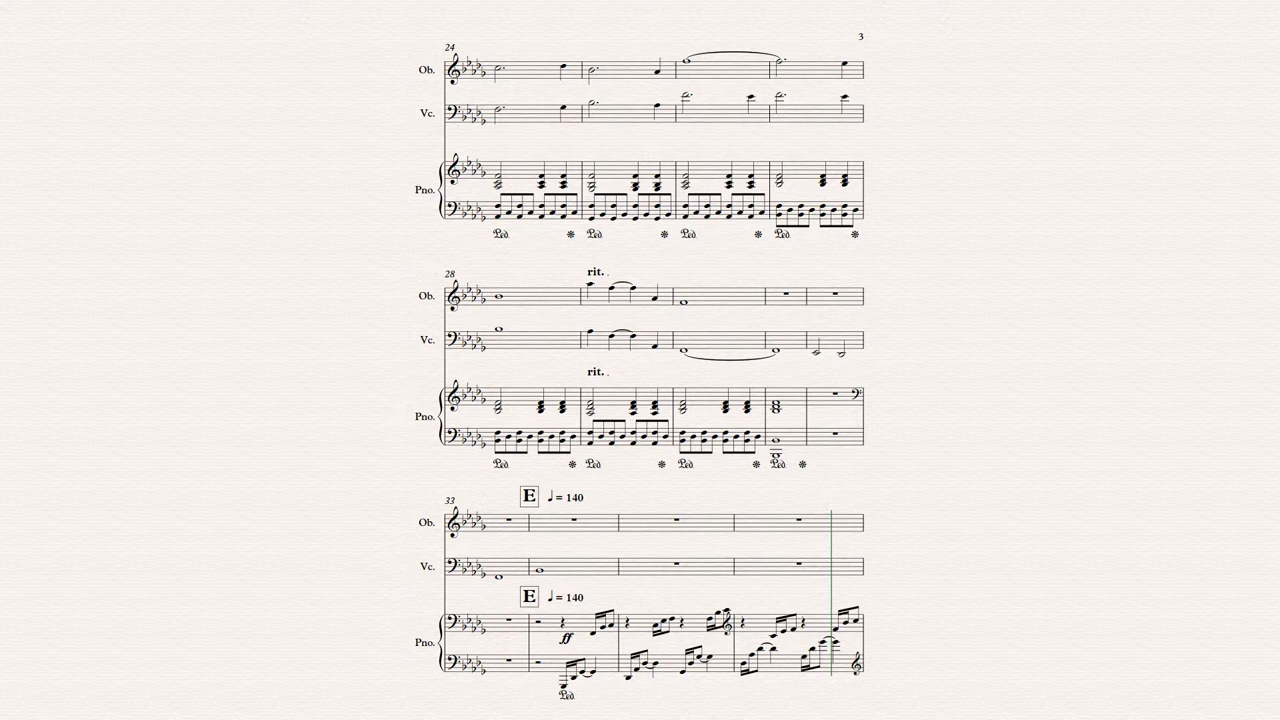 3
24
Ob.
Vc.
Pno.
Ped. Ped. Ped. Ped.
28
rit.
Ob.
Vc.
rit.
Pno.
Ped. Ped. Ped. Ped.
33
E ♩ = 140
Ob.
Vc.
E ♩ = 140
Pno.
ff
Ped.